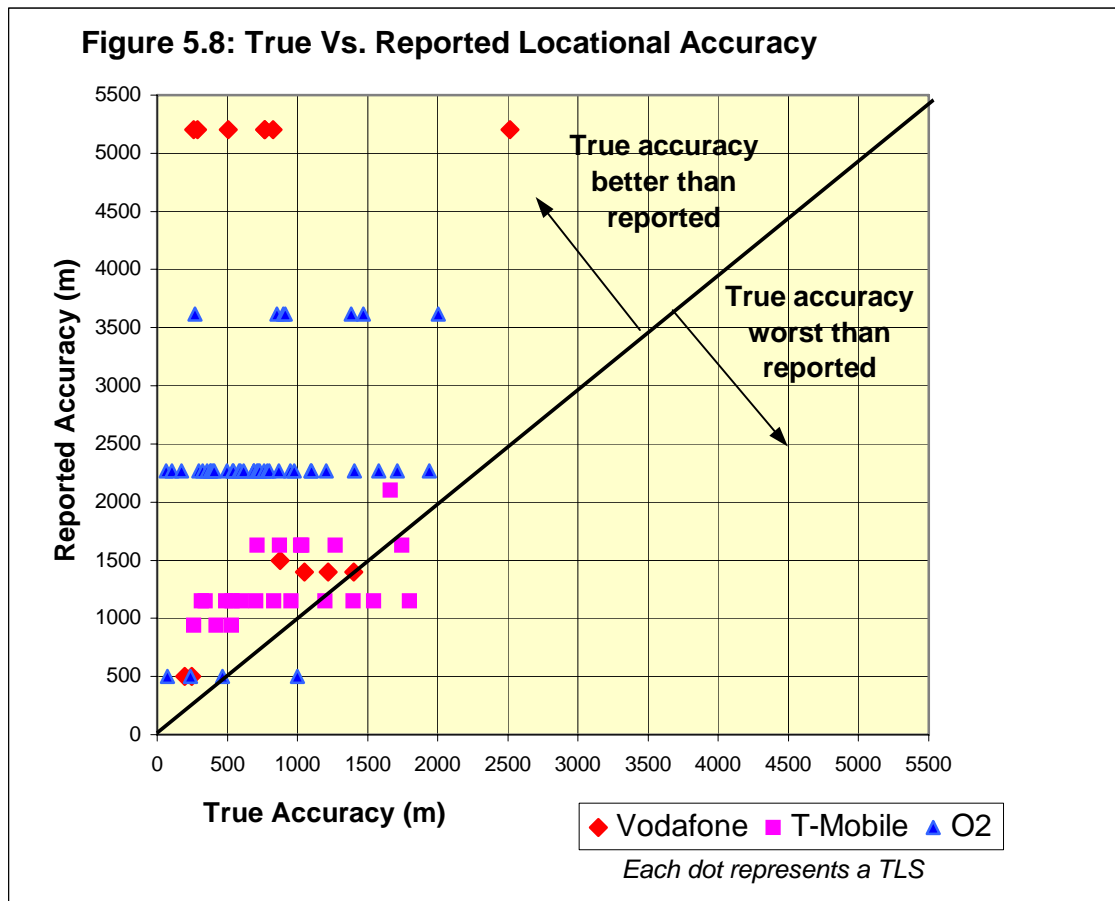 Figure 5.8: True Vs. Reported Locational Accuracy
5500
5000
4500
4000
3500
3000
2500
2000
1500
1000
500
0
Reported Accuracy (m)
True accuracy
better than
reported
True accuracy
worst than
reported
0 500 1000 1500 2000 2500 3000 3500 4000 4500 5000 5500
True Accuracy (m)
Vodafone T-Mobile O2
Each dot represents a TLS